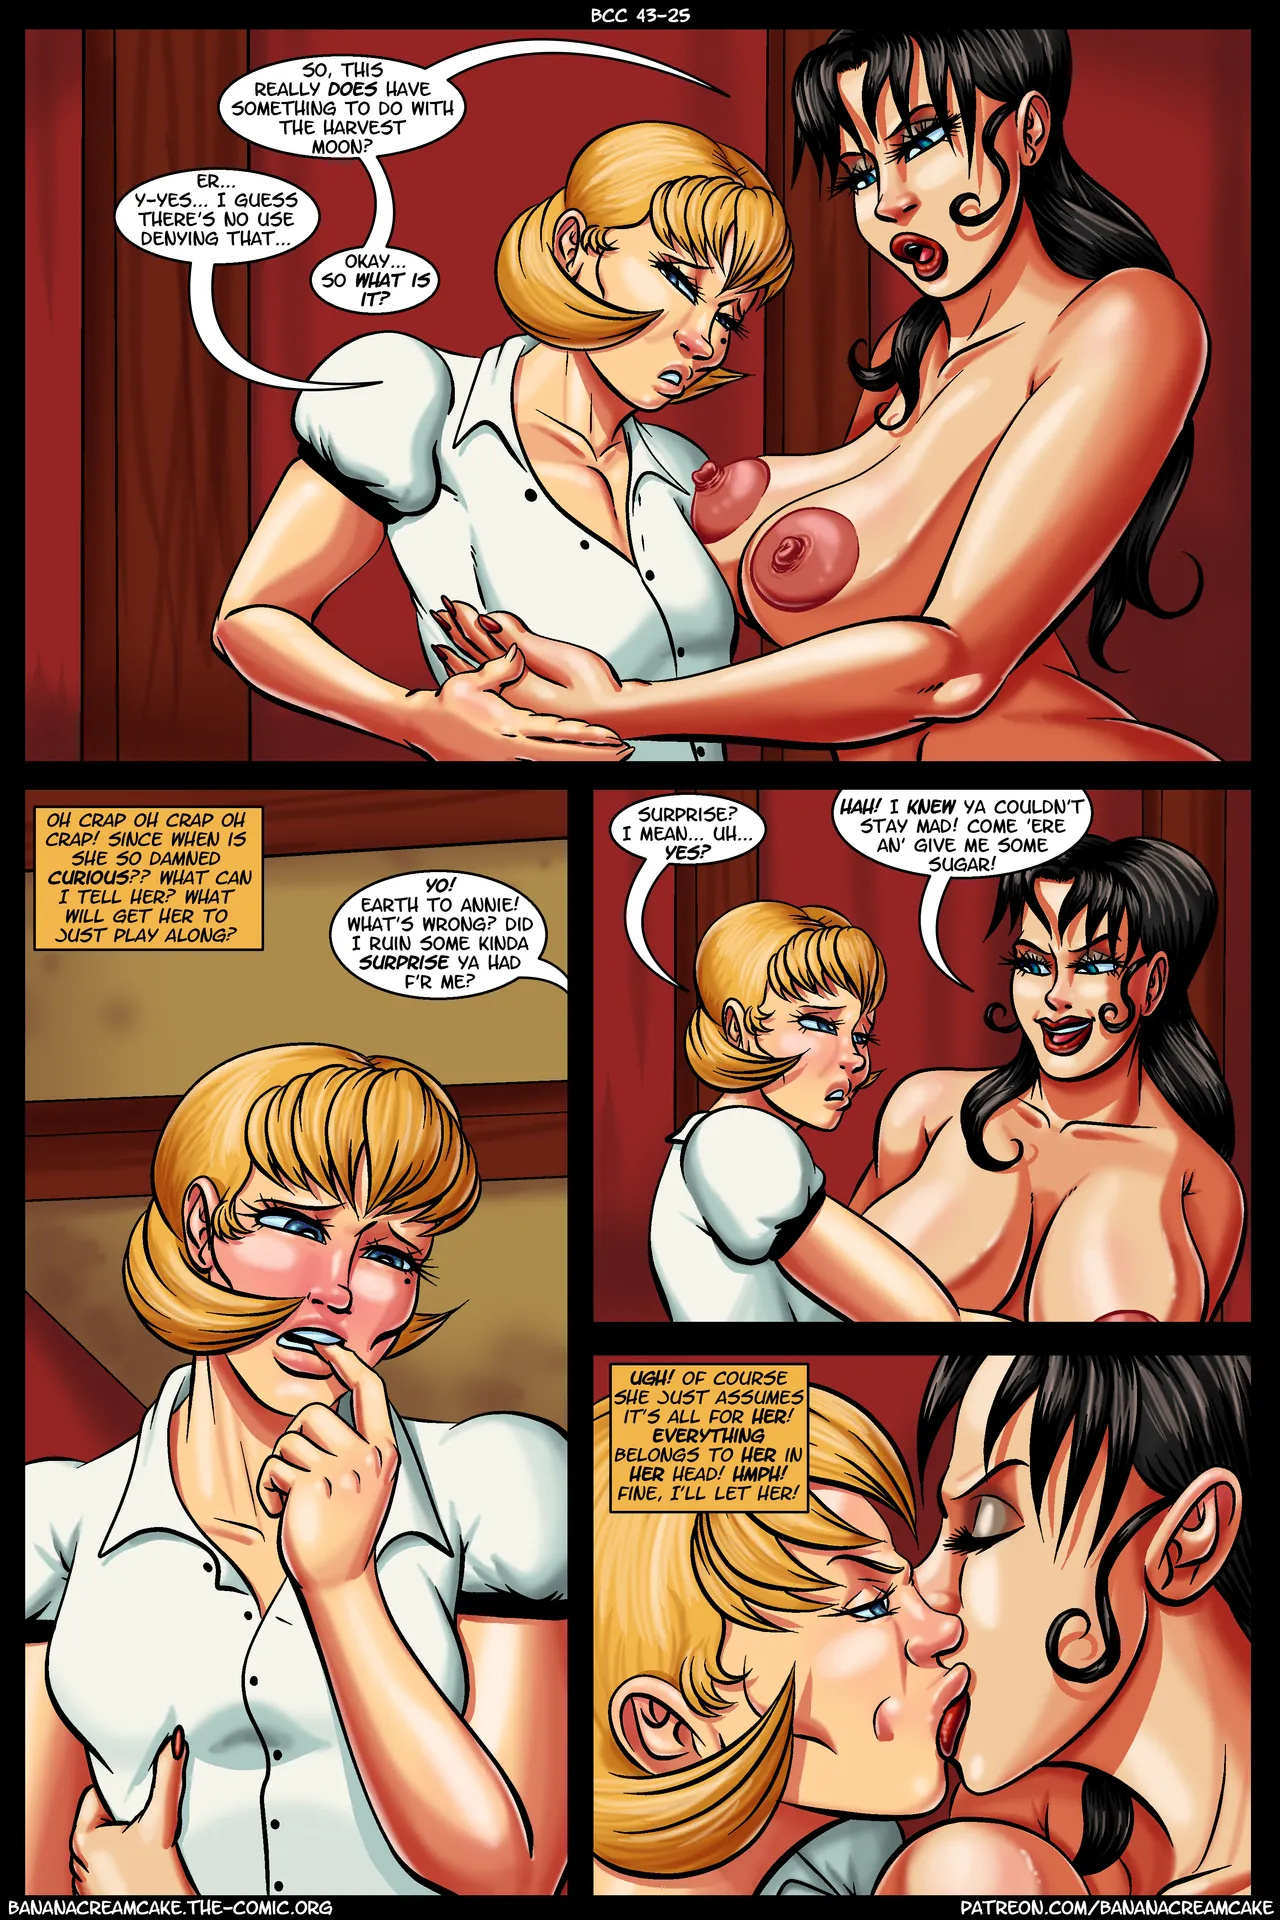 BCC 43-25
SO, THIS
REALLY DOES HAVE
SOMETHING TO DO WITH
THE HARVEST
MOON?
ER...
Y-YES... I GUESS
THERE'S NO USE
DENYING THAT...
OKAY...
SO WHAT IS
IT?
OH CRAP OH CRAP OH
CRAP! SINCE WHEN IS
SHE SO DAMNED
CURIOUS?? WHAT CAN
I TELL HER? WHAT
WILL GET HER TO
JUST PLAY ALONG?
YO!
EARTH TO ANNIE!
WHAT'S WRONG? DID
I RUIN SOME KINDA
SURPRISE YA HAD
F'R ME?
SURPRISE?
I MEAN... UH...
YES?
HAH! I KNEW YA COULDN'T
STAY MAD! COME 'ERE
AN' GIVE ME SOME
SUGAR!
UGH! OF COURSE
SHE JUST ASSUMES
IT'S ALL FOR HER!
EVERYTHING
BELONGS TO HER IN
HER HEAD! HMPH!
FINE, I'LL LET HER!
BANANACREAMCAKE.THE-COMIC.ORG
PATREON.COM/BANANACREAMCAKE